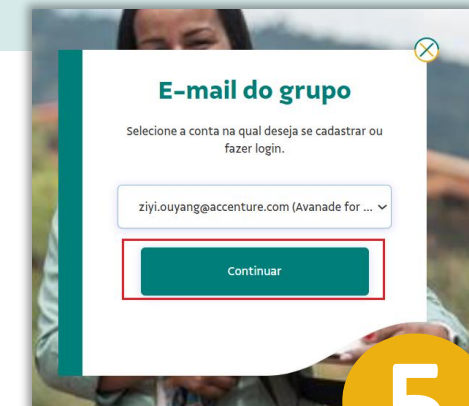 E-mail do grupo
Selecione a conta na qual deseja se cadastrar ou
fazer login.
ziyi.ouyang@accenture.com (Avanade for ...
Continuar
5